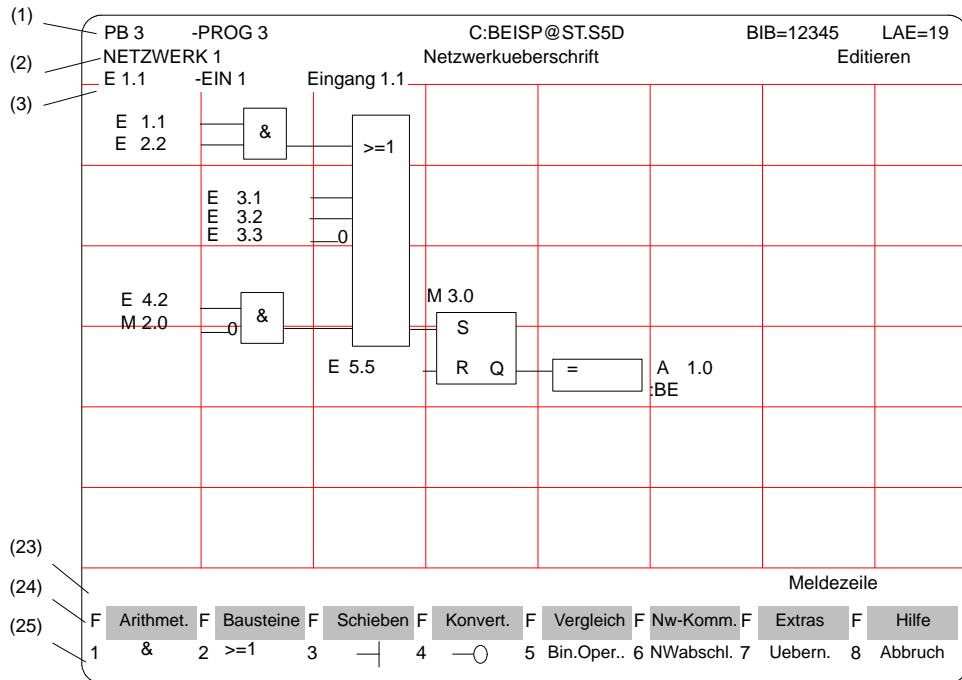 (1) PB 3 -PROG 3 C:BEISP@ST.S5D BIB=12345 LAE=19
(2) NETZWERK 1 Netzwerkueberschrift Editieren
(3) E 1.1 -EIN 1 Eingang 1.1
E 1.1
&
E 2.2
>=1
E 3.1
E 3.2
E 3.3 0
E 4.2 M 3.0
M 2.0 0 &
S
E 5.5 R Q = A 1.0
:BE
(23) Meldezeile
(24) F Arithmet. F Bausteine F Schieben F Konvert. F Vergleich F Nw-Komm. F Extras F Hilfe
(25) 1 & 2 >=1 3 4 5 Bin.Oper.. 6 NWabschl. 7 Uebern. 8 Abbruch